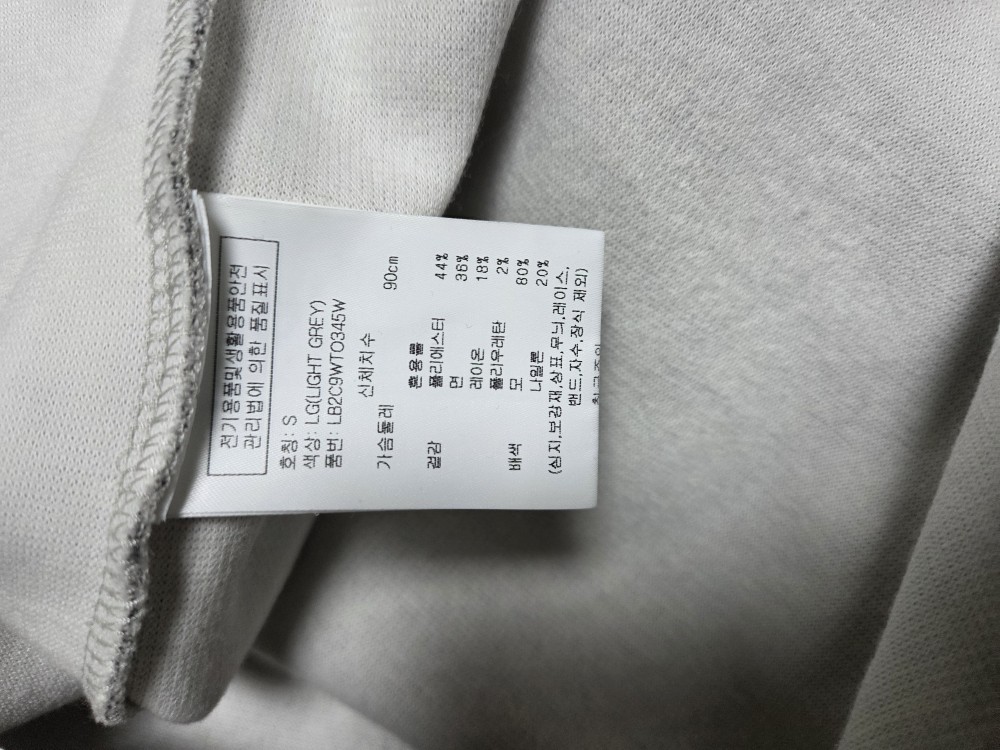 전기용품및생활용품안전
관리법에 의한 품질표시
호칭: S
색상: LG(LIGHT GREY)
품번: LB2C9WTO345W
신체치수
가슴둘레 90cm
혼용률
겉감 폴리에스터 44%
면 36%
레이온 18%
폴리우레탄 2%
배색 모 80%
나일론 20%
(심지,보강재,상표,무늬,레이스,
밴드,자수,장식 제외)